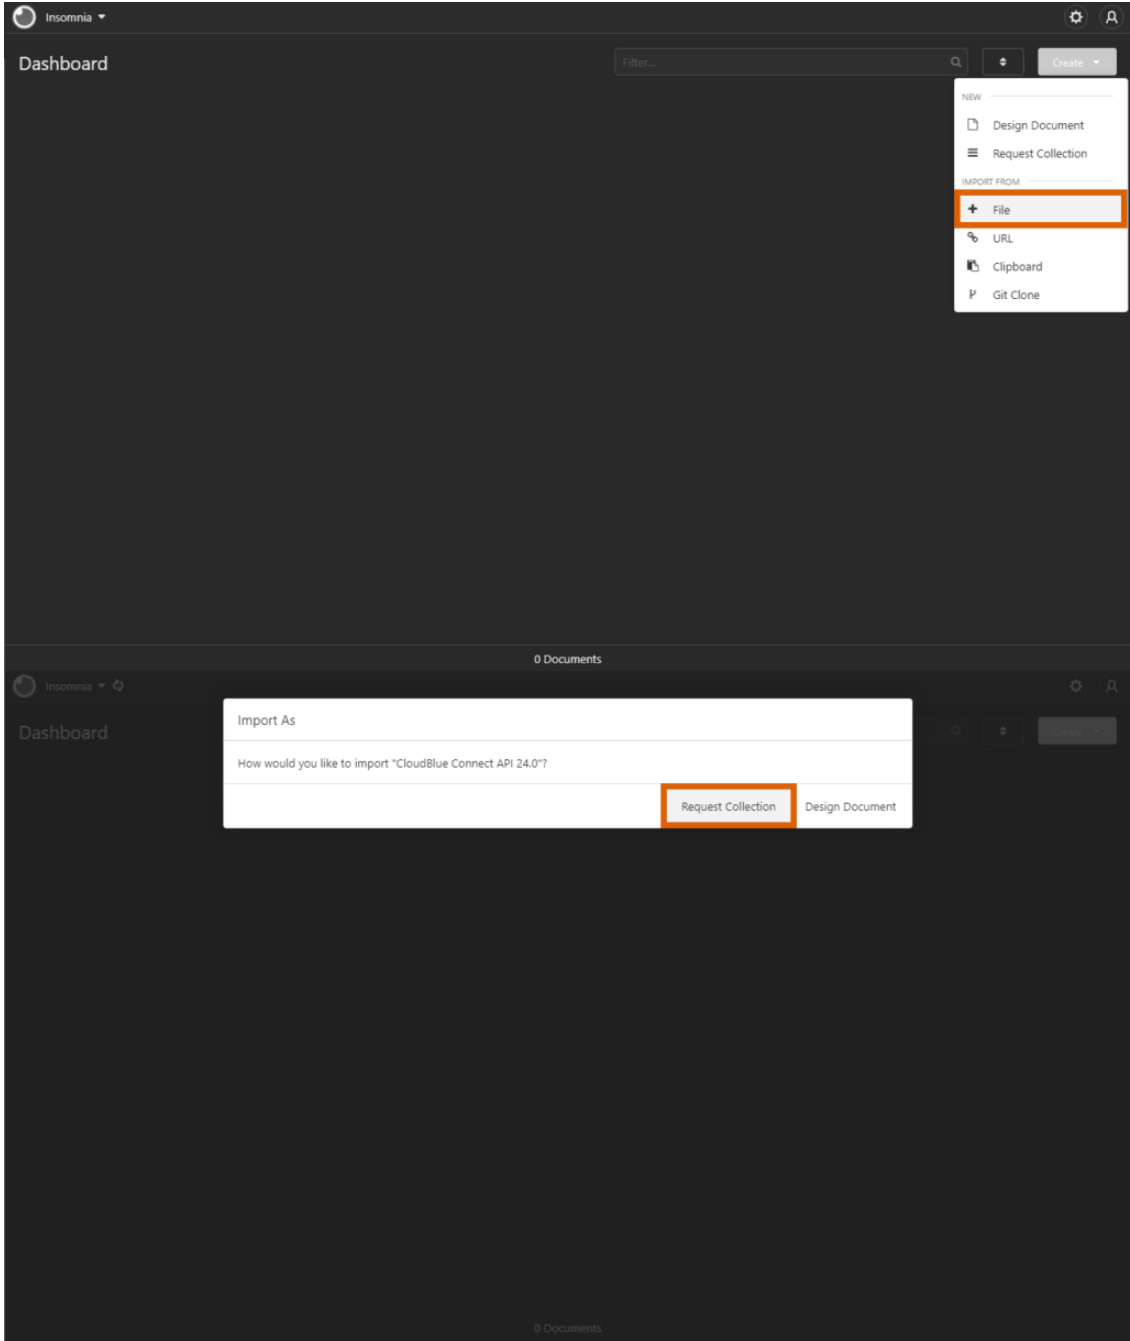 Insomnia
Dashboard
Filter...
Create
NEW
Design Document
Request Collection
IMPORT FROM
File
URL
Clipboard
Git Clone
0 Documents
Insomnia
Dashboard
Create
Import As
How would you like to import "CloudBlue Connect API 24.0"?
Request Collection Design Document
0 Documents